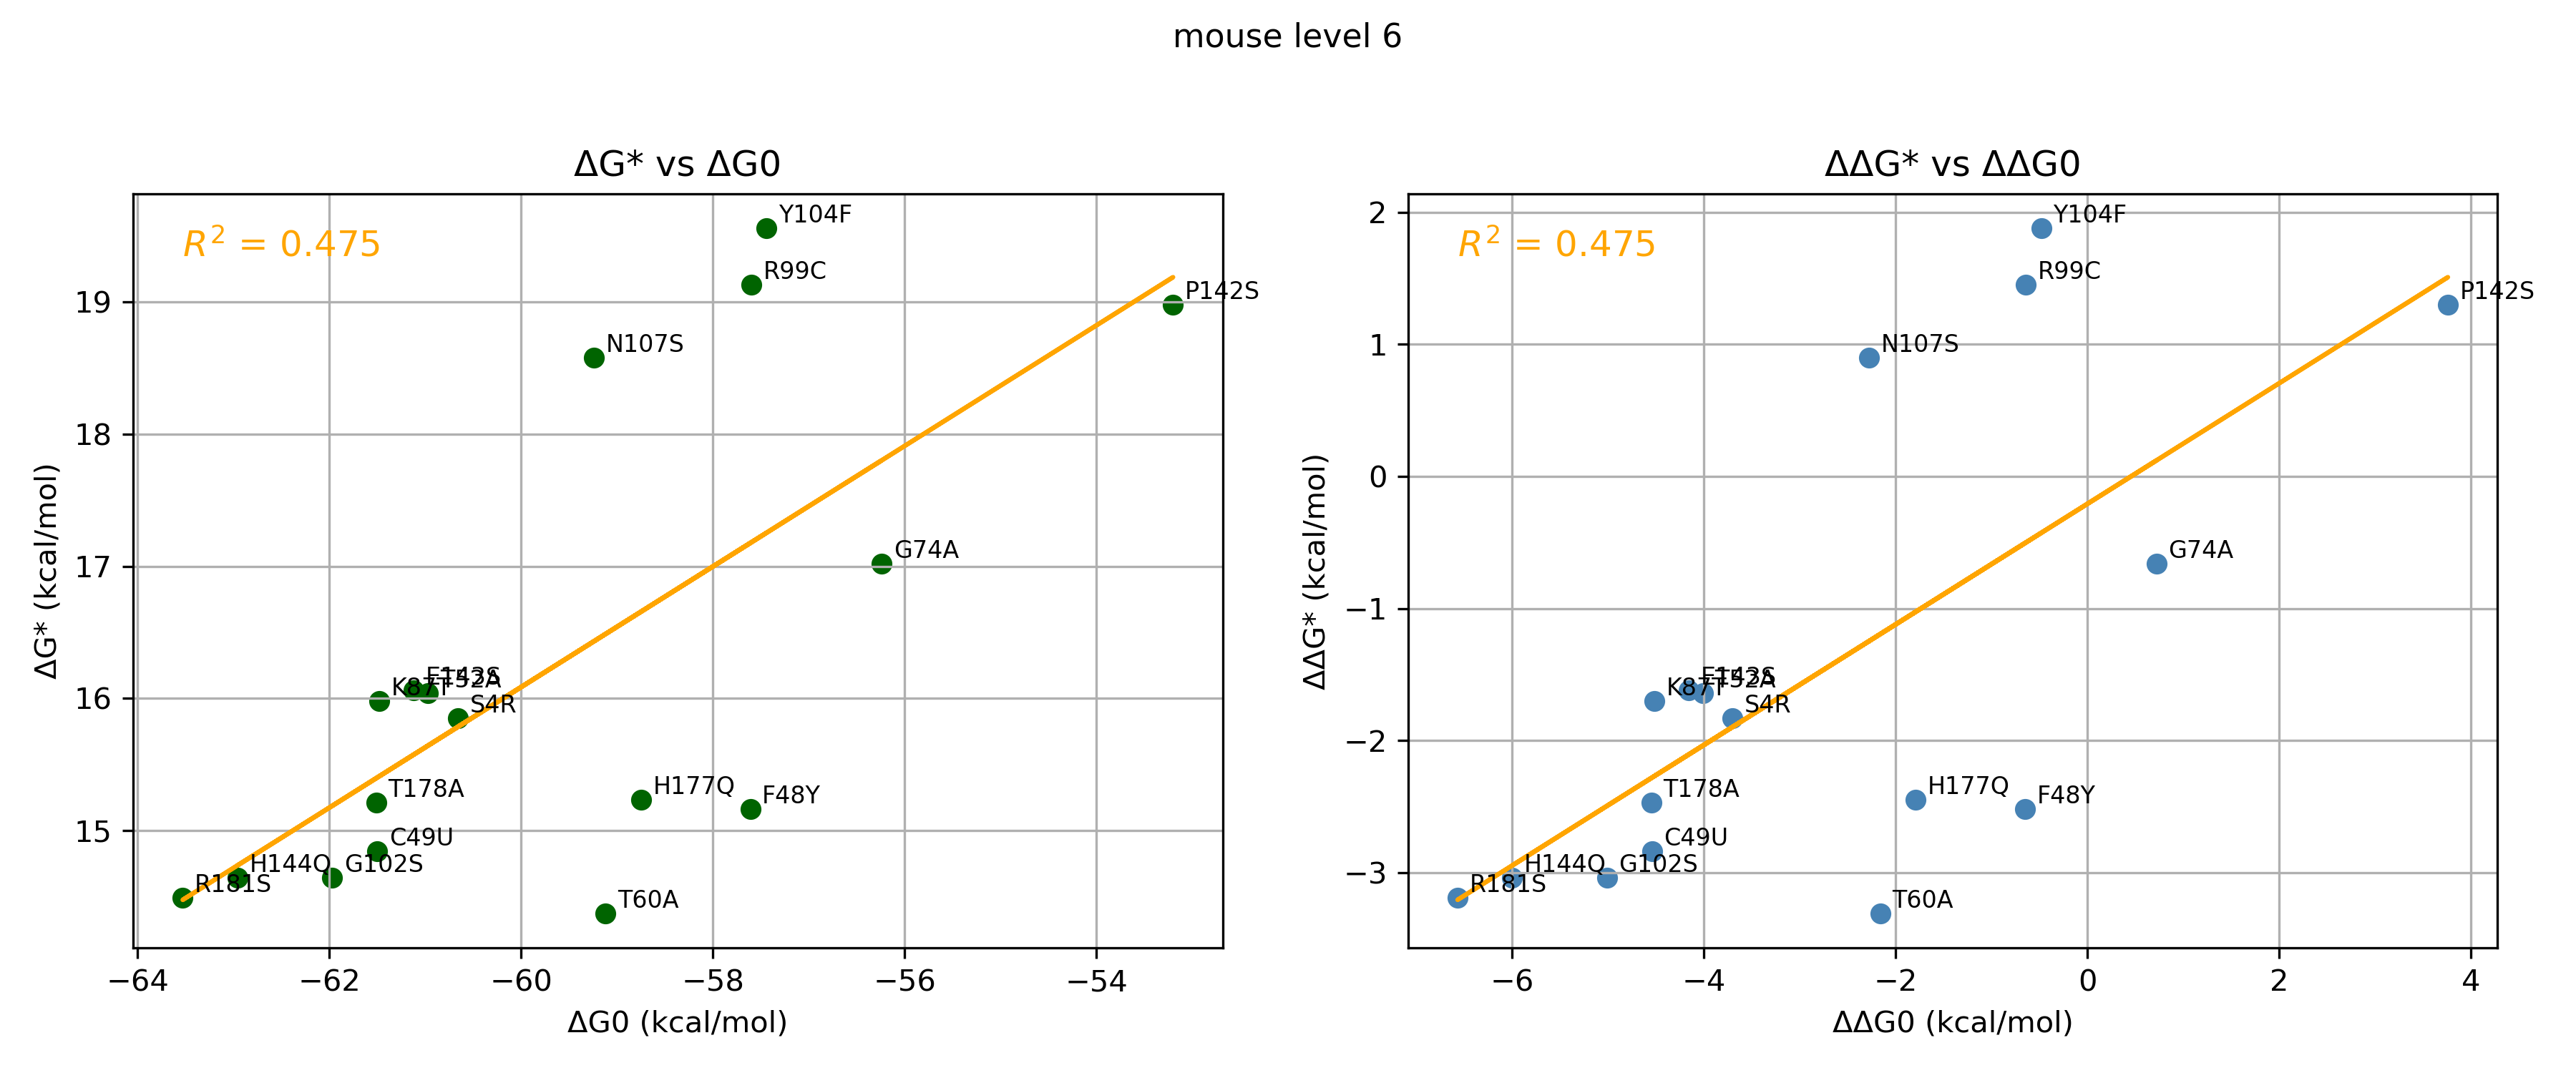 mouse level 6
ΔG* vs ΔG0
R² = 0.475
Y104F
R99C
P142S
N107S
G74A
K87T
T52A
S4R
T178A
H177Q
F48Y
C49U
H144Q
G102S
R181S
T60A
19
18
17
16
15
−64
−62
−60
−58
−56
−54
ΔG0 (kcal/mol)
ΔG* (kcal/mol)
ΔΔG* vs ΔΔG0
R² = 0.475
Y104F
R99C
P142S
N107S
G74A
K87T
T52A
S4R
T178A
H177Q
F48Y
C49U
H144Q
G102S
R181S
T60A
2
1
0
−1
−2
−3
−6
−4
−2
0
2
4
ΔΔG0 (kcal/mol)
ΔΔG* (kcal/mol)